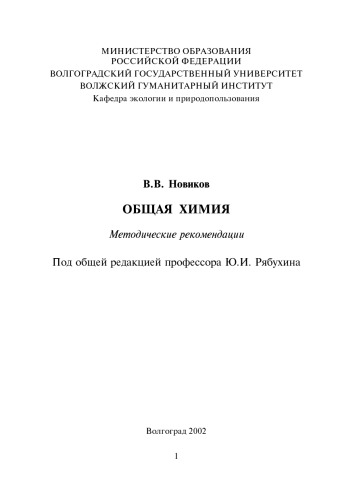 МИНИСТЕРСТВО ОБРАЗОВАНИЯ
РОССИЙСКОЙ ФЕДЕРАЦИИ
ВОЛГОГРАДСКИЙ ГОСУДАРСТВЕННЫЙ УНИВЕРСИТЕТ
ВОЛЖСКИЙ ГУМАНИТАРНЫЙ ИНСТИТУТ
Кафедра экологии и природопользования
В.В. Новиков
ОБЩАЯ ХИМИЯ
Методические рекомендации
Под общей редакцией профессора Ю.И. Рябухина
Волгоград 2002
1